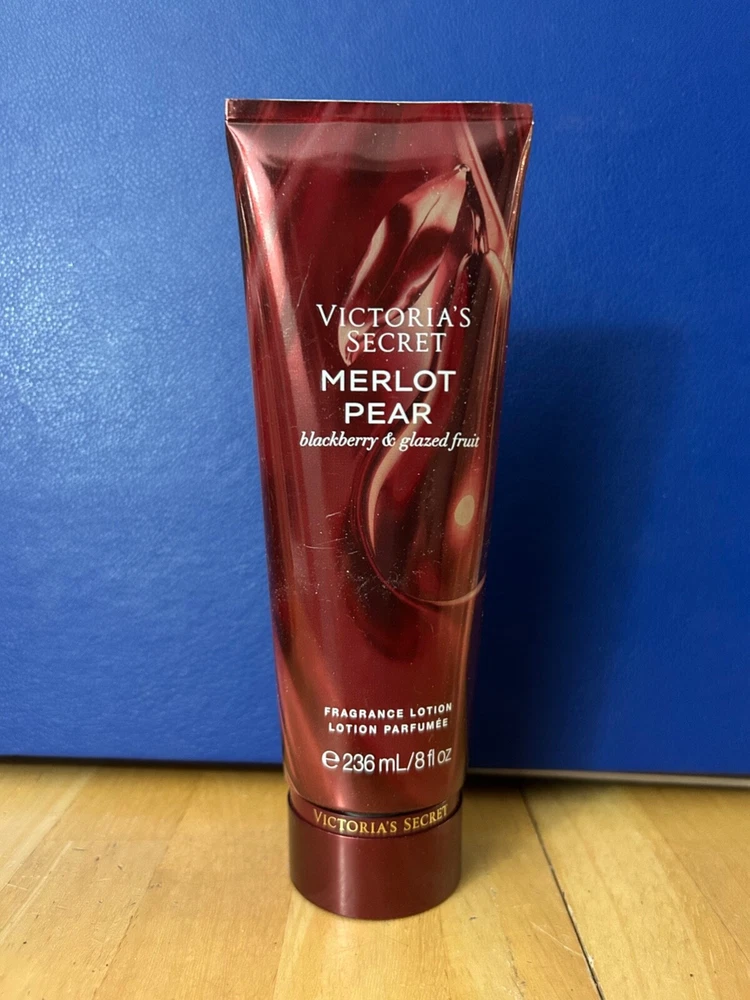 VICTORIA'S
SECRET
MERLOT
PEAR
blackberry & glazed fruit
FRAGRANCE LOTION
LOTION PARFUMÉE
℮ 236 mL/8 fl oz
VICTORIA'S SECRET